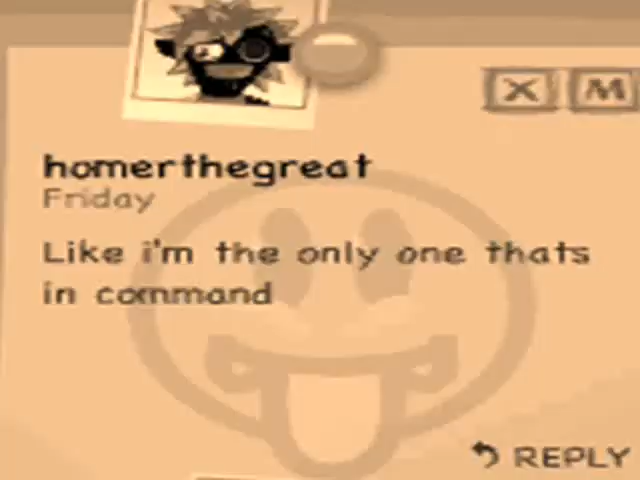 X M
homerthegreat
Friday
Like i'm the only one thats
in command
REPLY